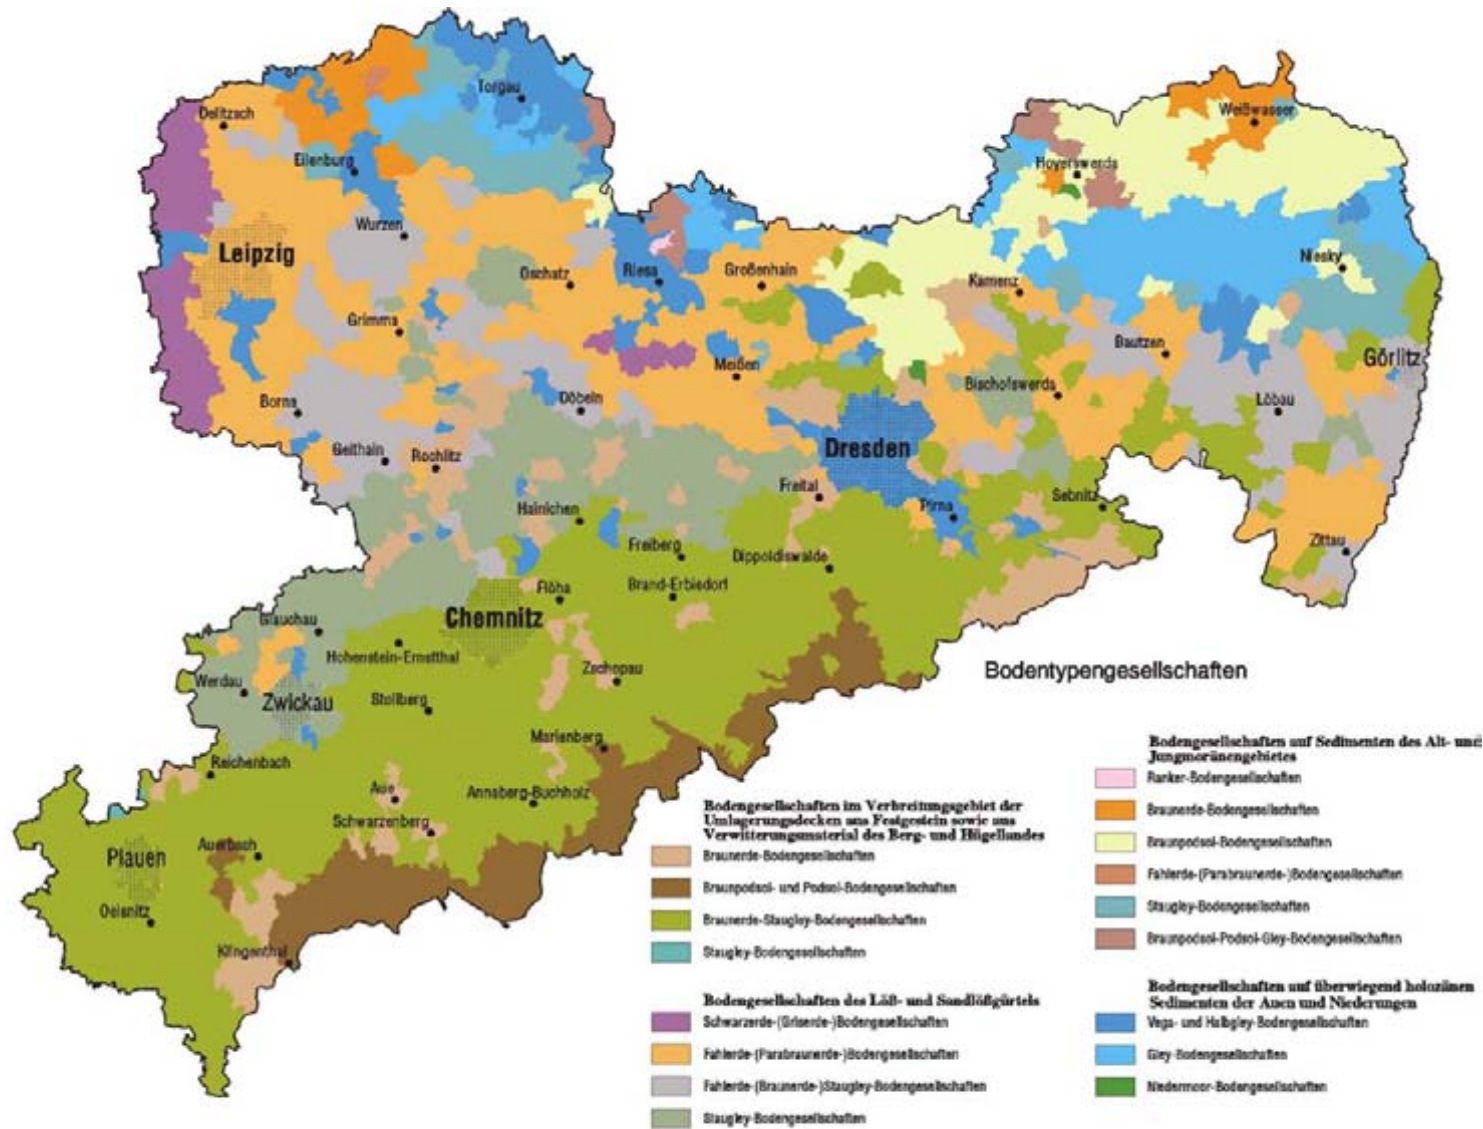 Torgau
Delitzsch
Weißwasser
Eilenburg
Hoyerswerda
Wurzen
Leipzig
Oschatz
Riesa
Großenhain
Kamenz
Niesky
Grimma
Meißen
Bautzen
Görlitz
Borna
Döbeln
Bischofswerda
Löbau
Geithain
Rochlitz
Dresden
Freital
Sebnitz
Hainichen
Pirna
Freiberg
Dippoldiswalde
Zittau
Flöha
Brand-Erbisdorf
Chemnitz
Glauchau
Hohenstein-Ernstthal
Zschopau
Werdau
Zwickau
Stollberg
Marienberg
Reichenbach
Aue
Annaberg-Buchholz
Schwarzenberg
Auerbach
Plauen
Oelsnitz
Klingenthal
Bodentypengesellschaften
Bodengesellschaften im Verbreitungsgebiet der
Umlagerungsdecken aus Festgestein sowie aus
Verwitterungsmaterial des Berg- und Hügellandes
Braunerde-Bodengesellschaften
Braunpodsol- und Podsol-Bodengesellschaften
Braunerde-Staugley-Bodengesellschaften
Staugley-Bodengesellschaften
Bodengesellschaften des Löß- und Sandlößgürtels
Schwarzerde-(Griserde-)Bodengesellschaften
Fahlerde-(Parabraunerde-)Bodengesellschaften
Fahlerde-(Braunerde-)Staugley-Bodengesellschaften
Staugley-Bodengesellschaften
Bodengesellschaften auf Sedimenten des Alt- und
Jungmoränengebietes
Ranker-Bodengesellschaften
Braunerde-Bodengesellschaften
Braunpodsol-Bodengesellschaften
Fahlerde-(Parabraunerde-)Bodengesellschaften
Staugley-Bodengesellschaften
Braunpodsol-Podsol-Gley-Bodengesellschaften
Bodengesellschaften auf überwiegend holozänen
Sedimenten der Auen und Niederungen
Vega- und Halbgley-Bodengesellschaften
Gley-Bodengesellschaften
Niedermoor-Bodengesellschaften